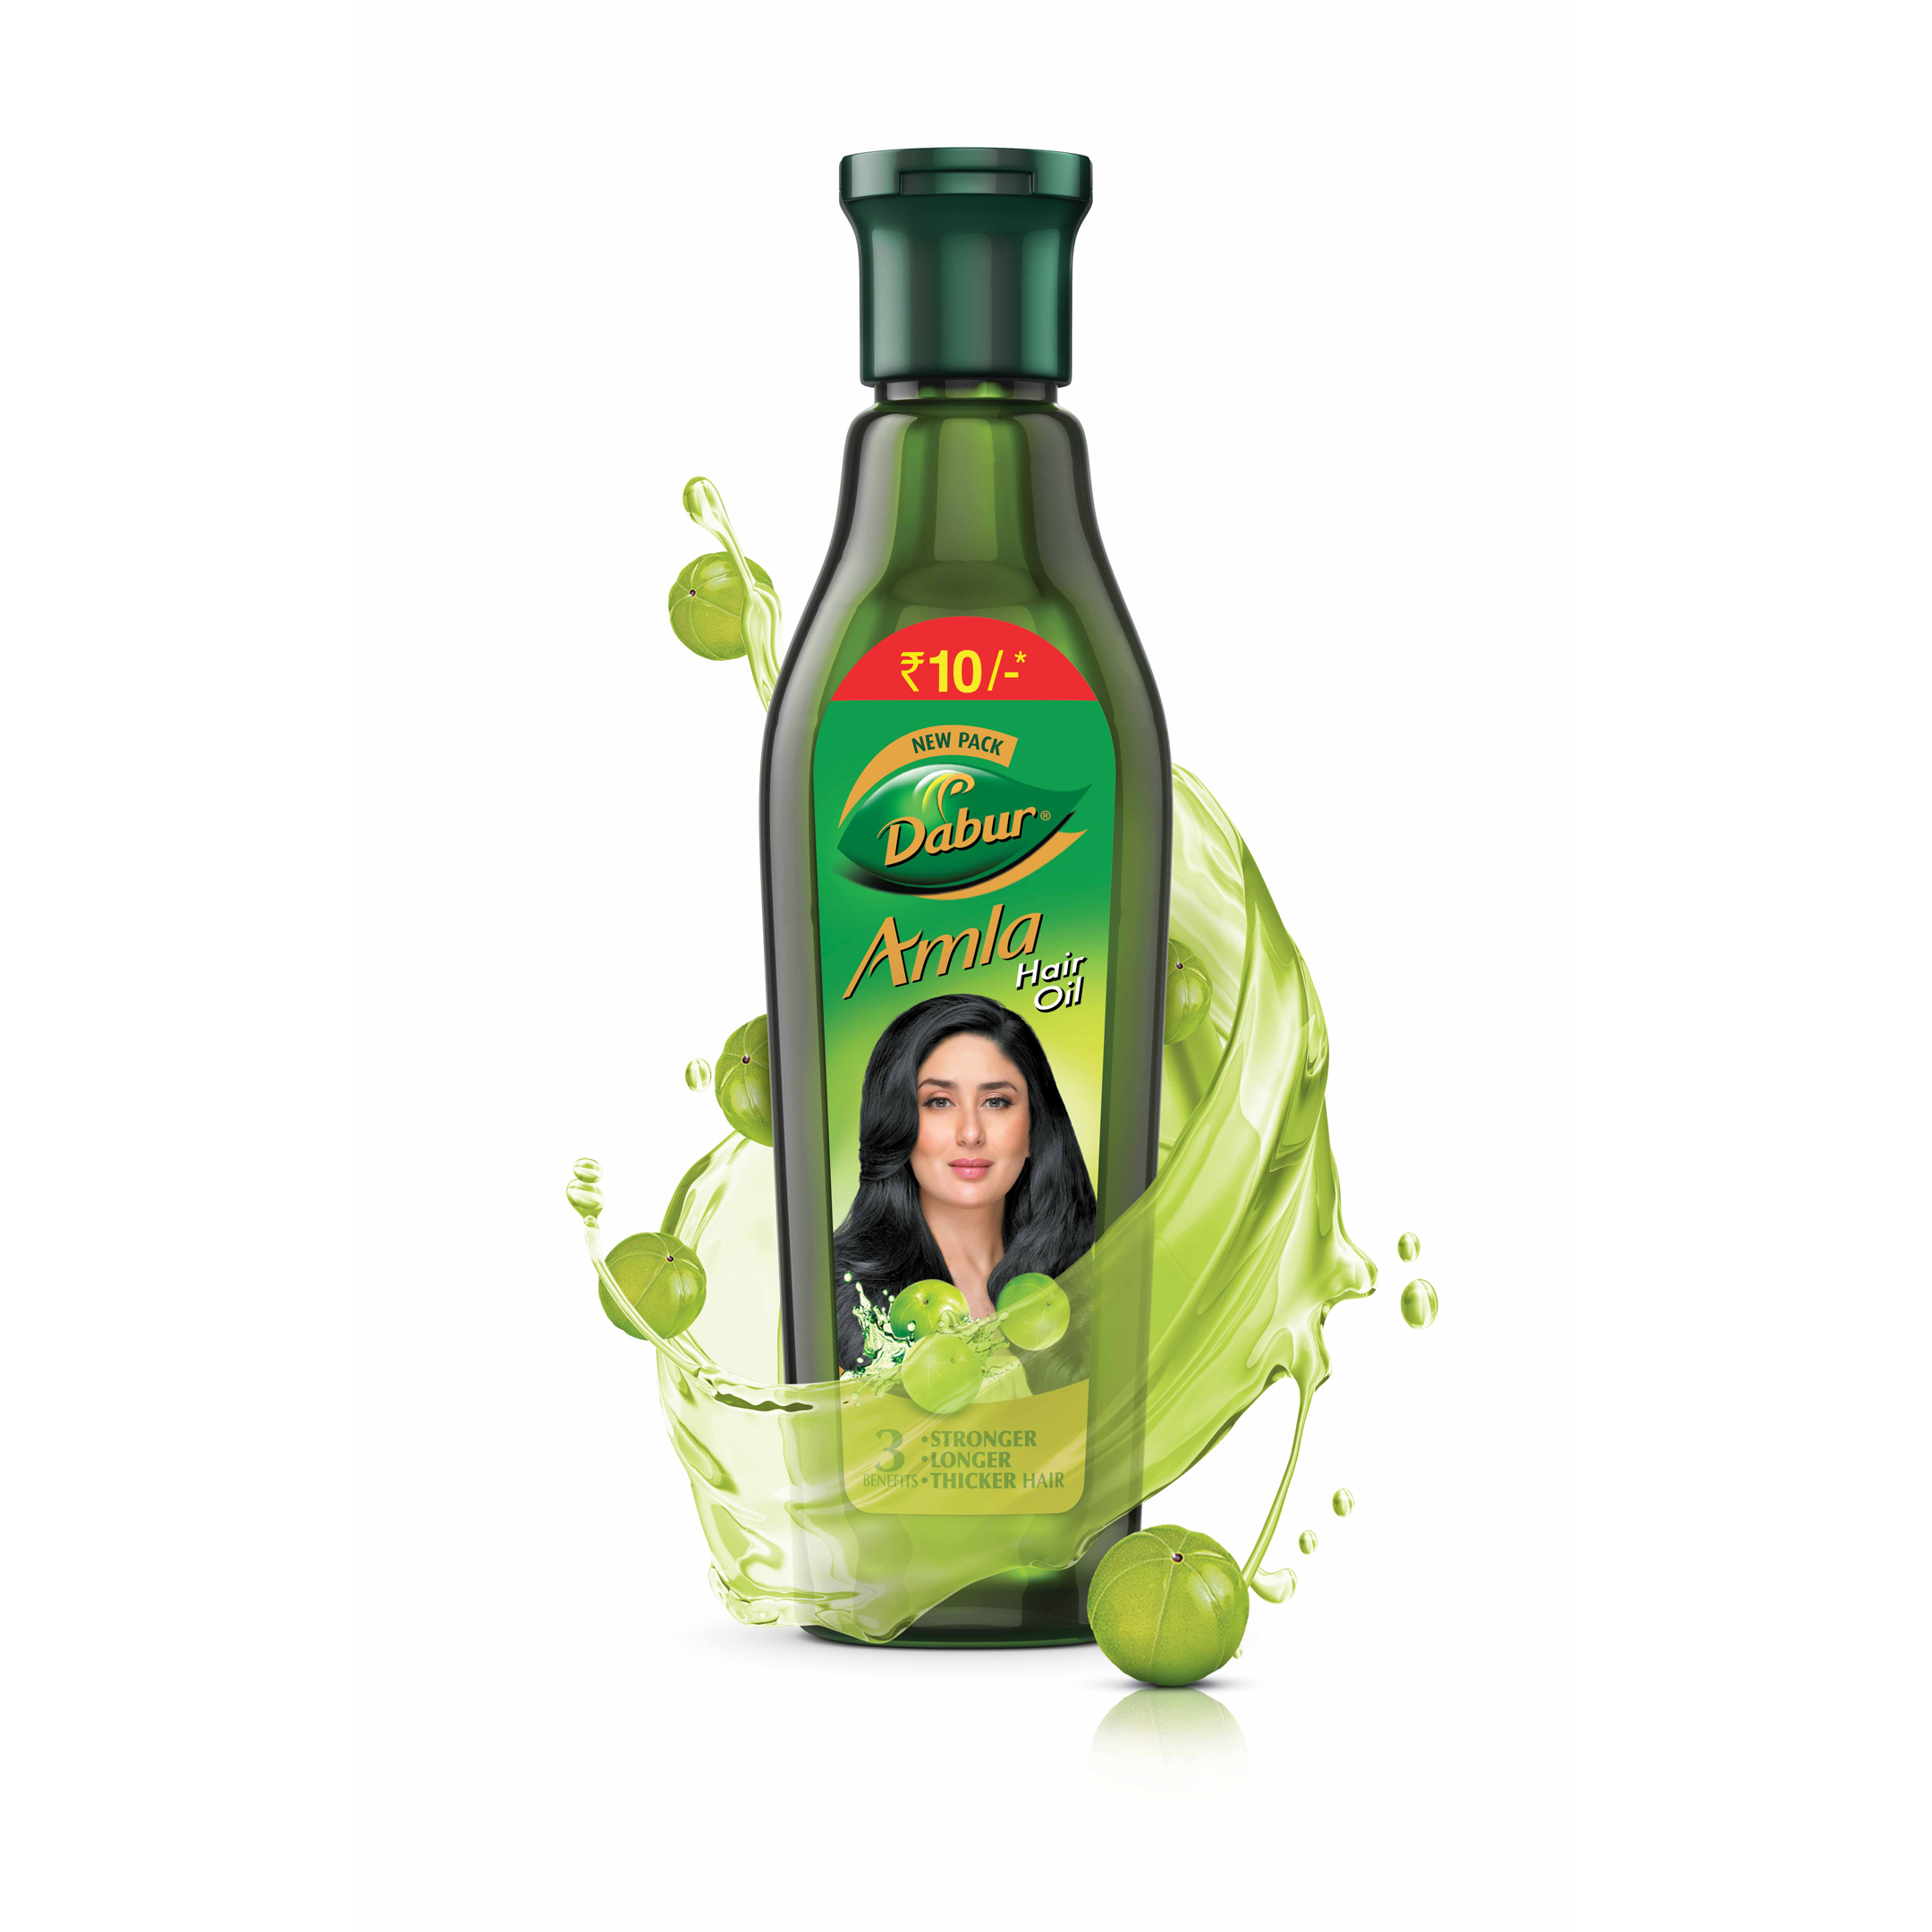 ₹10/-*
NEW PACK
Dabur®
Amla
Hair
Oil
3 •STRONGER
•LONGER
BENEFITS •THICKER HAIR